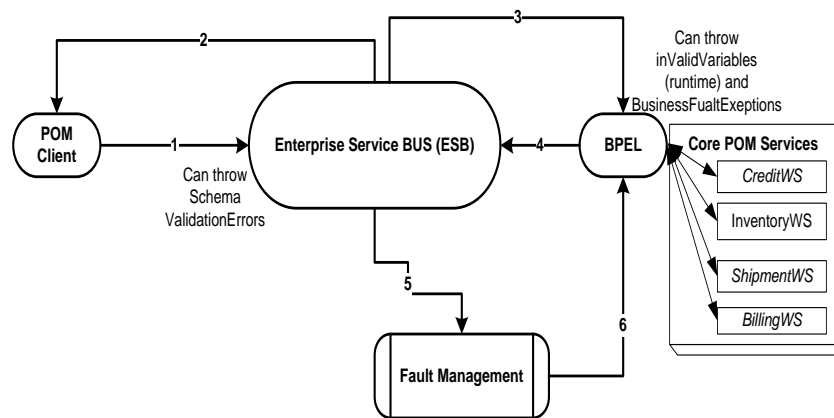 2
3
Can throw
inValidVariables
(runtime) and
BusinessFualtExeptions
POM
Client
1
Enterprise Service BUS (ESB)
4
BPEL
Core POM Services
CreditWS
InventoryWS
ShipmentWS
BillingWS
Can throw
Schema
ValidationErrors
5
6
Fault Management